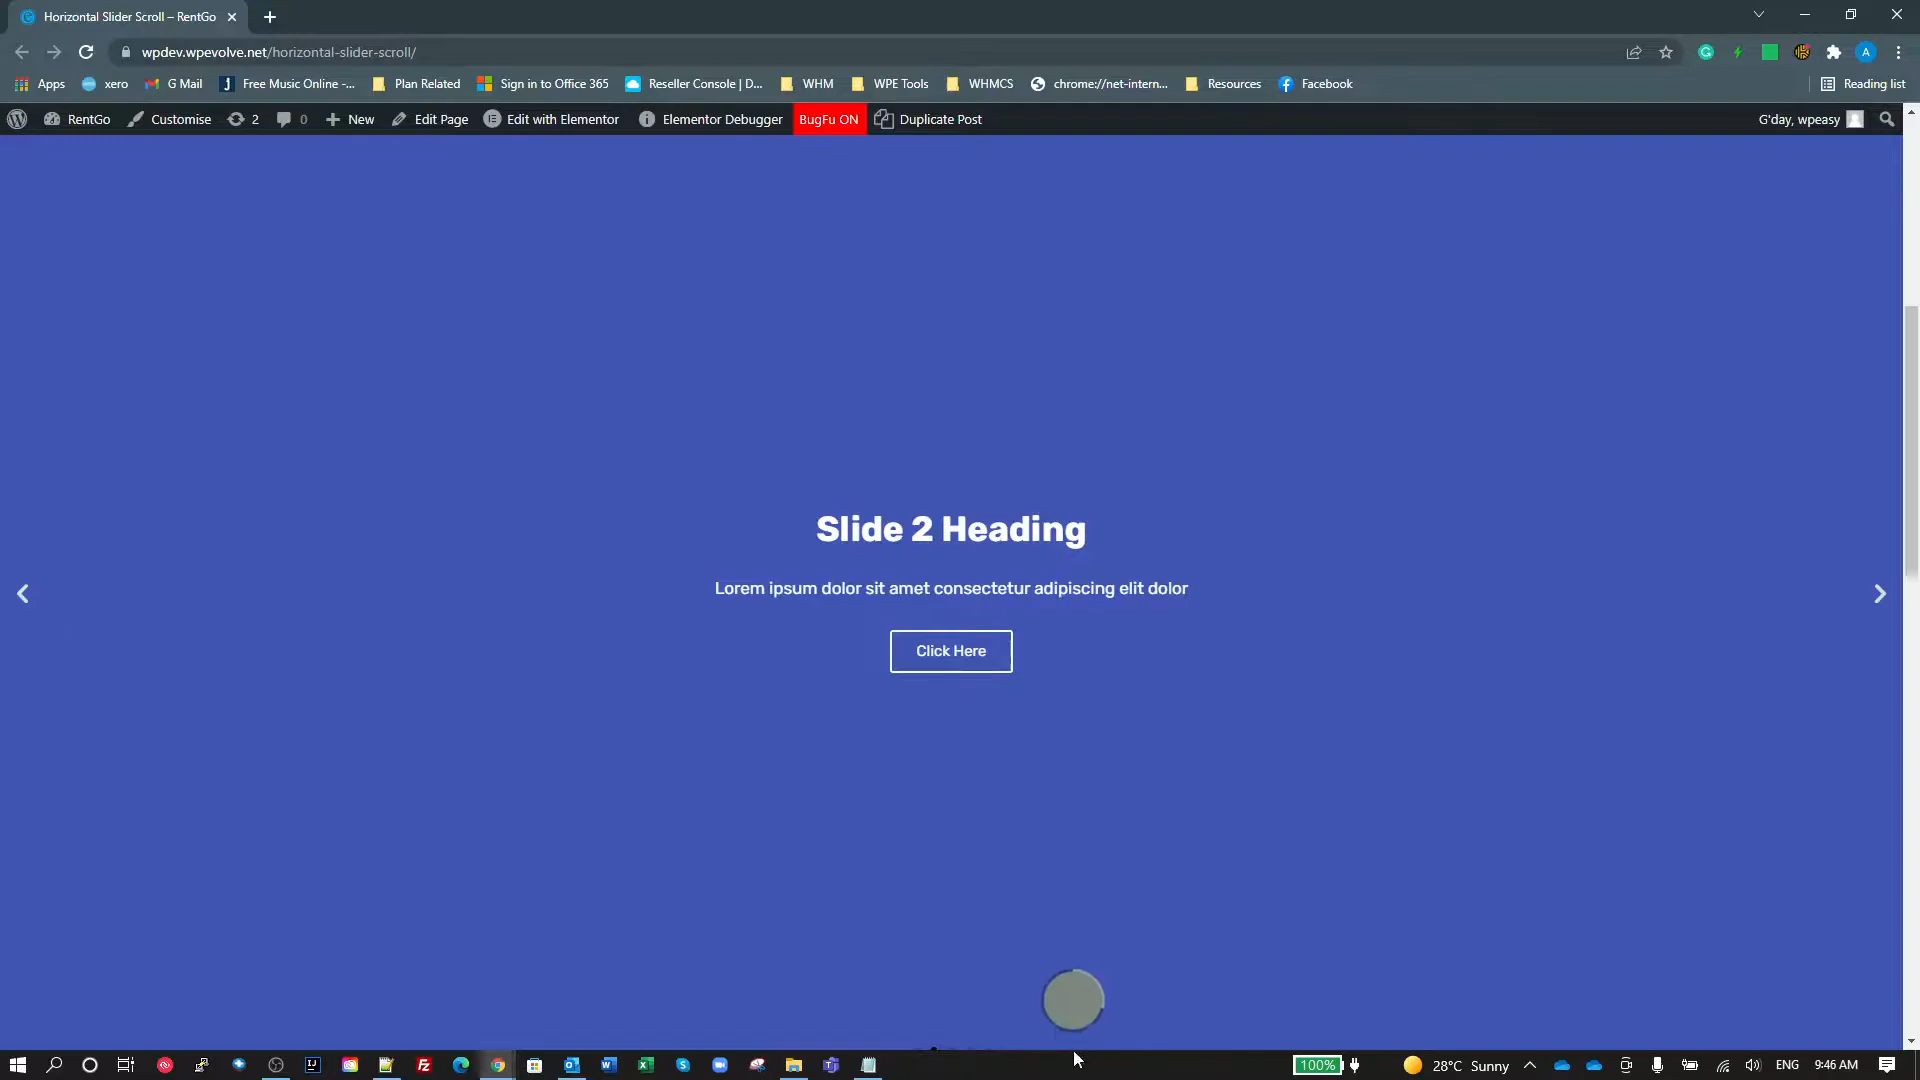 Horizontal Slider Scroll – RentGo
wpdev.wpevolve.net/horizontal-slider-scroll/
A
Apps xero G Mail Free Music Online -... Plan Related Sign in to Office 365 Reseller Console | D... WHM WPE Tools WHMCS chrome://net-intern... Resources Facebook Reading list
RentGo Customise 2 0 New Edit Page Edit with Elementor Elementor Debugger BugFu ON Duplicate Post G'day, wpeasy
Slide 2 Heading
Lorem ipsum dolor sit amet consectetur adipiscing elit dolor
Click Here
100% 28°C Sunny ENG 9:46 AM